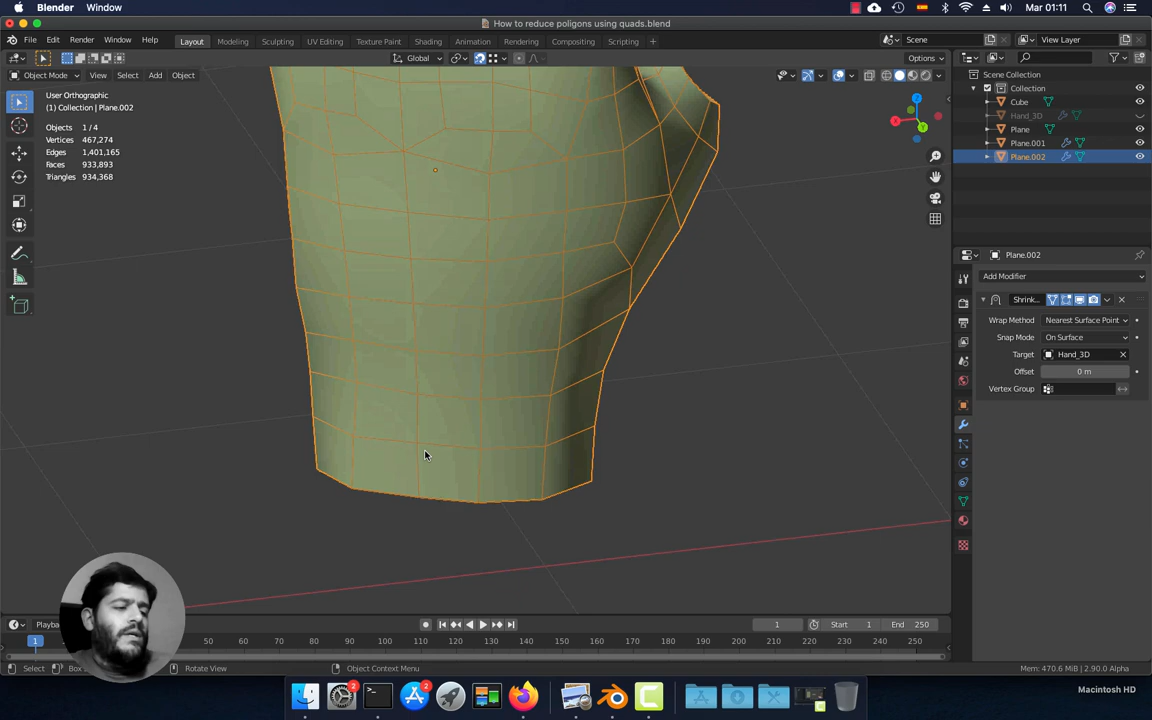 Blender Window
Mar 01:11
How to reduce poligons using quads.blend
File Edit Render Window Help
Layout Modeling Sculpting UV Editing Texture Paint Shading Animation Rendering Compositing Scripting +
Scene
View Layer
Global
Options
Object Mode View Select Add Object
User Orthographic
(1) Collection | Plane.002
Objects 1 / 4
Vertices 467,274
Edges 1,401,165
Faces 933,893
Triangles 934,368
Scene Collection
Collection
Cube
Hand_3D
Plane
Plane.001
Plane.002
Plane.002
Add Modifier
Shrink...
Wrap Method Nearest Surface Point
Snap Mode On Surface
Target Hand_3D
Offset 0 m
Vertex Group
Playback
1
Start 1
End 250
1 50 60 70 80 90 100 110 120 130 140 150 160 170 180 190 200 210 220 230 240 250
Select
Box
Rotate View
Object Context Menu
Mem: 470.6 MiB | 2.90.0 Alpha
2
2
Macintosh HD